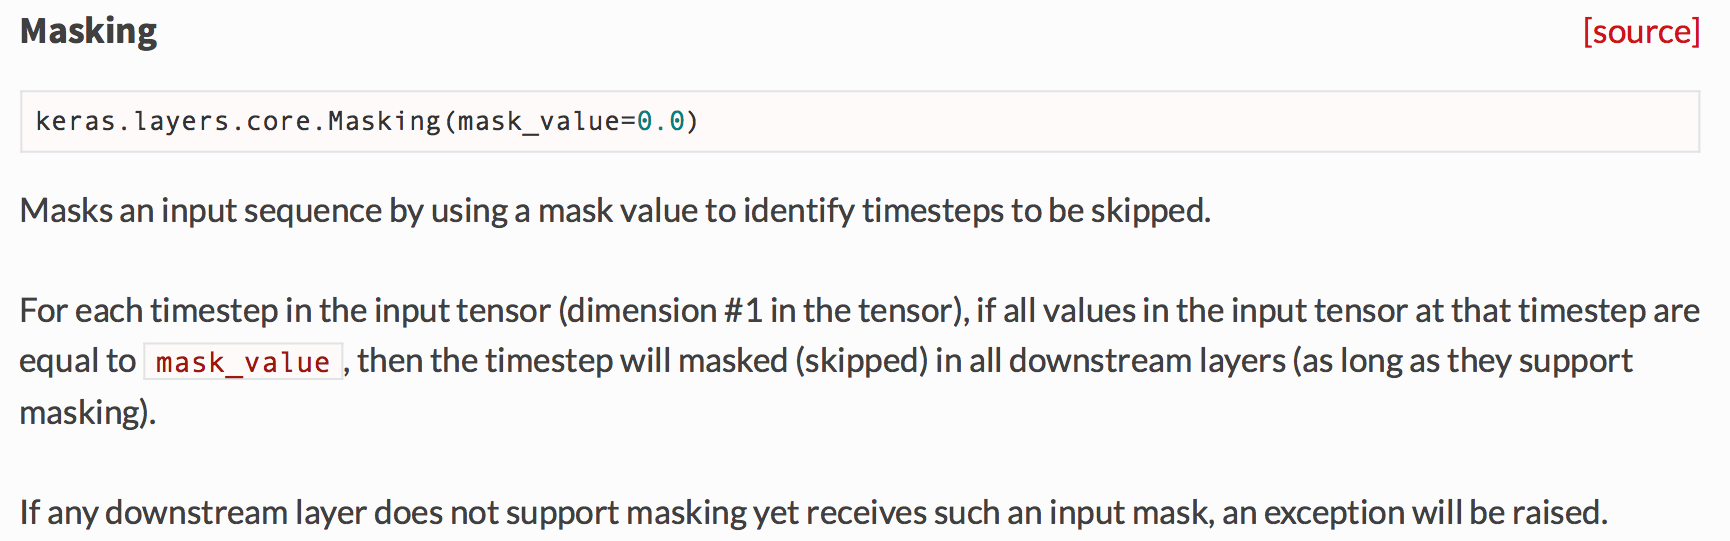 Masking [source]
keras.layers.core.Masking(mask_value=0.0)
Masks an input sequence by using a mask value to identify timesteps to be skipped.
For each timestep in the input tensor (dimension #1 in the tensor), if all values in the input tensor at that timestep are
equal to mask_value, then the timestep will masked (skipped) in all downstream layers (as long as they support
masking).
If any downstream layer does not support masking yet receives such an input mask, an exception will be raised.